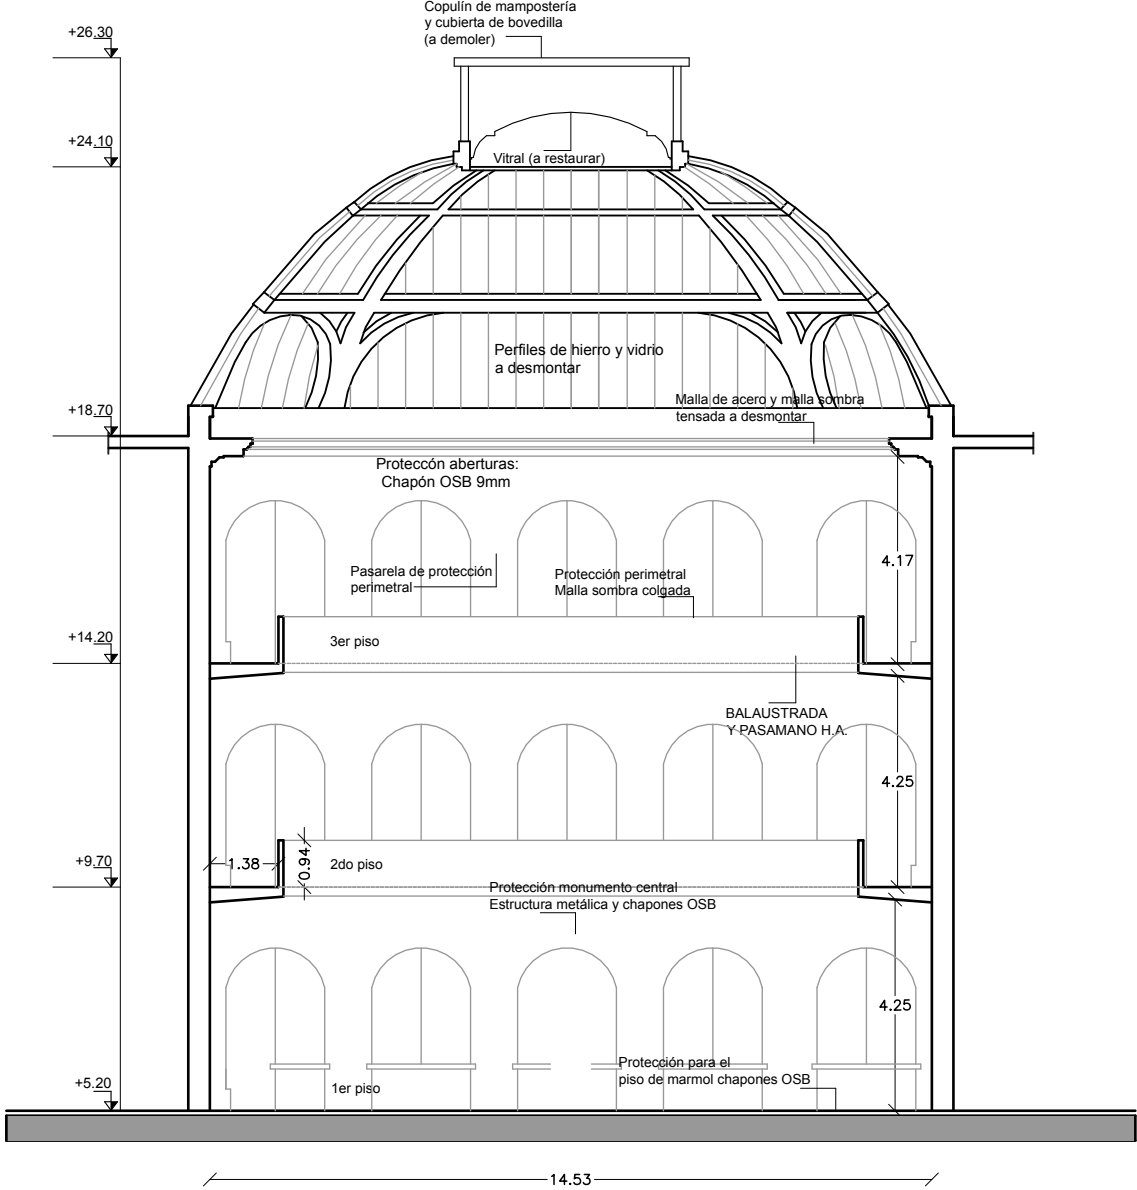 Copulín de mampostería
y cubierta de bovedilla
(a demoler)
+26.30
+24.10
Vitral (a restaurar)
Perfiles de hierro y vidrio
a desmontar
Malla de acero y malla sombra
tensada a desmontar
+18.70
Proteccón aberturas:
Chapón OSB 9mm
4.17
Pasarela de protección
perimetral
Protección perimetral
Malla sombra colgada
+14.20
3er piso
BALAUSTRADA
Y PASAMANO H.A.
4.25
+9.70
1.38
0.94
2do piso
Protección monumento central
Estructura metálica y chapones OSB
4.25
Protección para el
piso de marmol chapones OSB
+5.20
1er piso
14.53